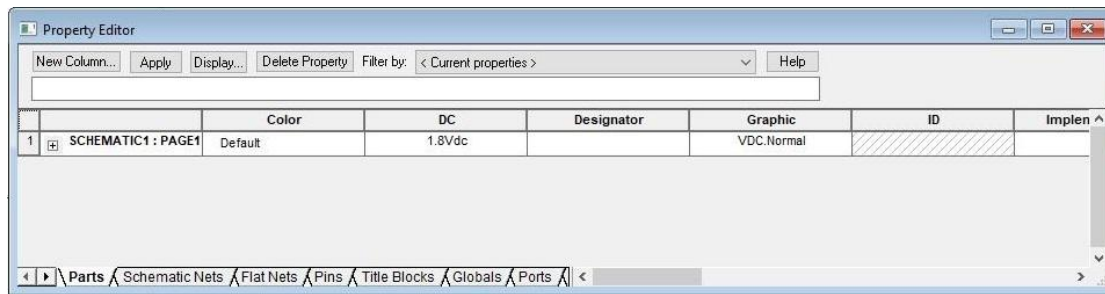 Property Editor
New Column... Apply Display... Delete Property Filter by: < Current properties > Help
Color DC Designator Graphic ID Implen
1 SCHEMATIC1 : PAGE1 Default 1.8Vdc VDC.Normal
Parts Schematic Nets Flat Nets Pins Title Blocks Globals Ports